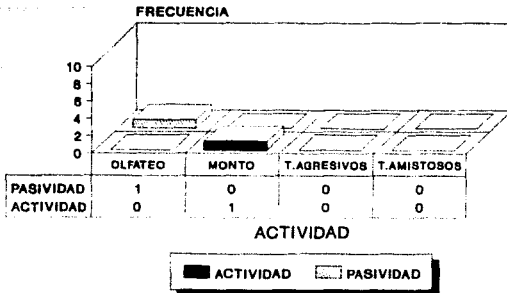 FRECUENCIA
10
8
6
4
2
0
OLFATEO MONTO T.AGRESIVOS T.AMISTOSOS
PASIVIDAD 1 0 0 0
ACTIVIDAD 0 1 0 0
ACTIVIDAD
ACTIVIDAD PASIVIDAD